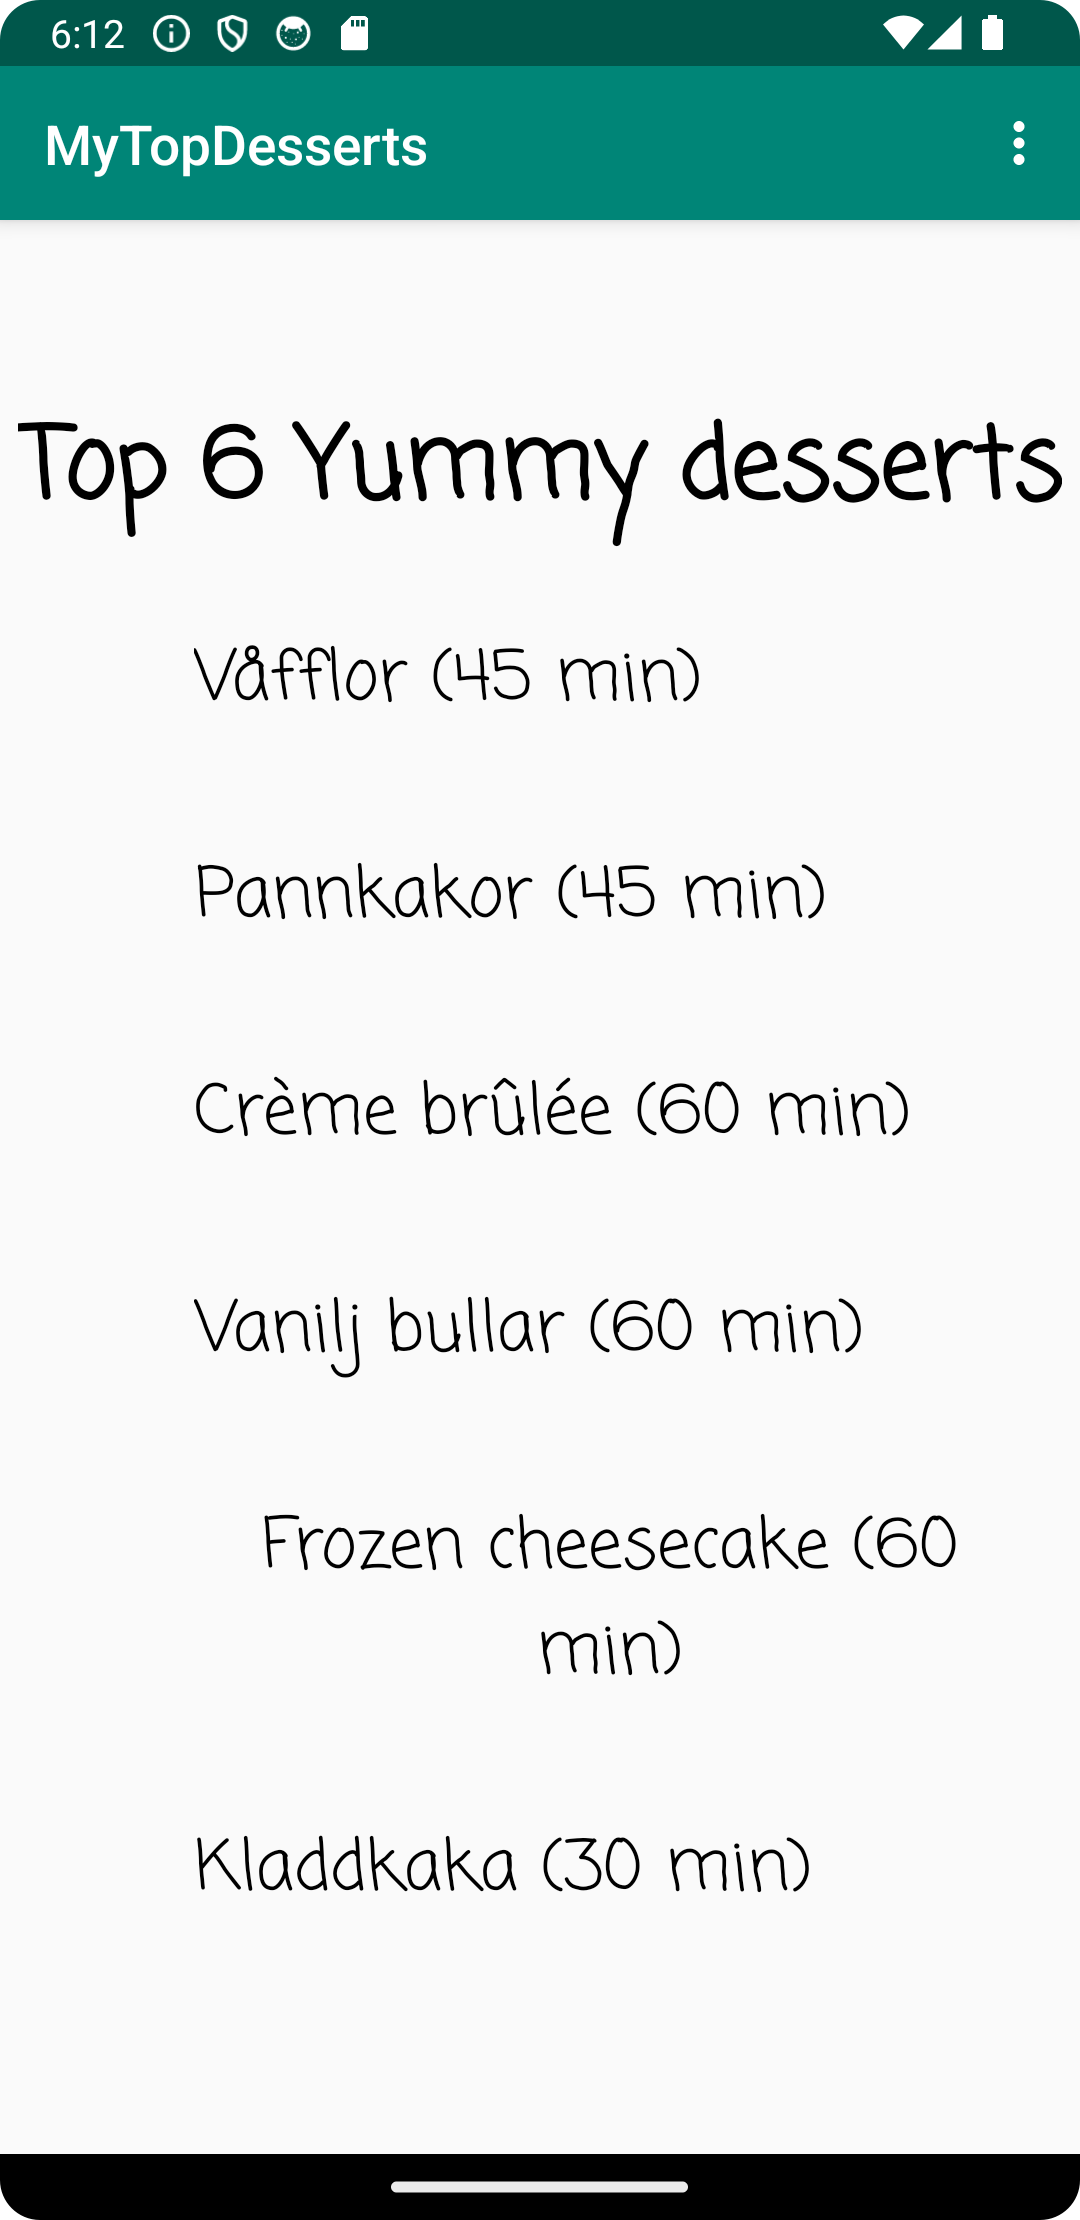 6:12
MyTopDesserts
Top 6 Yummy desserts
Våfflor (45 min)
Pannkakor (45 min)
Crème brûlée (60 min)
Vanilj bullar (60 min)
Frozen cheesecake (60
min)
Kladdkaka (30 min)